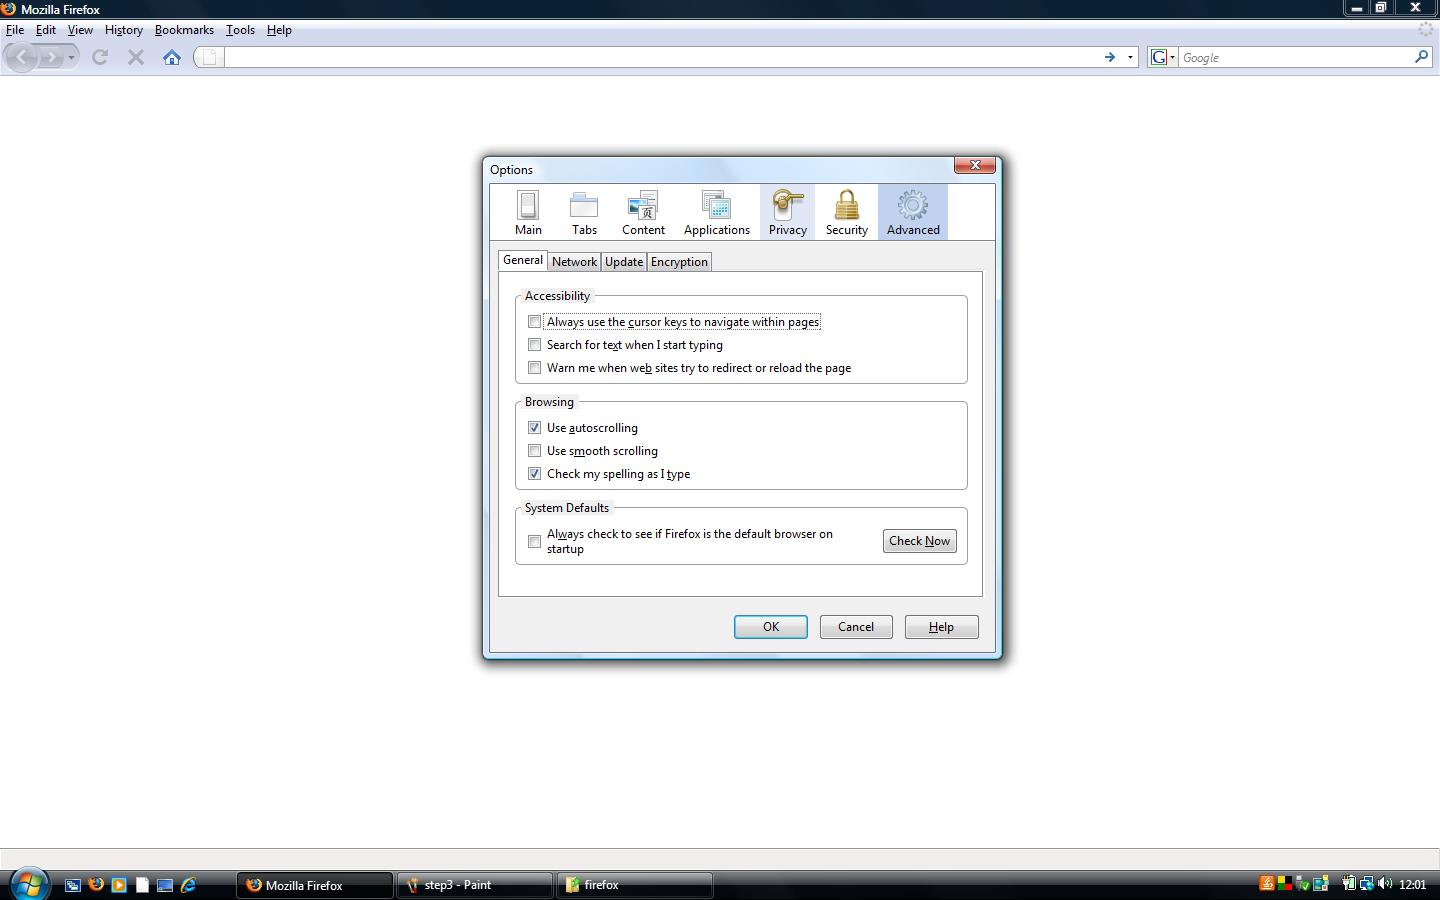 Mozilla Firefox
File Edit View History Bookmarks Tools Help
G Google
Options
页
Main Tabs Content Applications Privacy Security Advanced
General Network Update Encryption
Accessibility
Always use the cursor keys to navigate within pages
Search for text when I start typing
Warn me when web sites try to redirect or reload the page
Browsing
Use autoscrolling
Use smooth scrolling
Check my spelling as I type
System Defaults
Always check to see if Firefox is the default browser on
startup
Check Now
OK Cancel Help
Mozilla Firefox step3 - Paint firefox 12:01